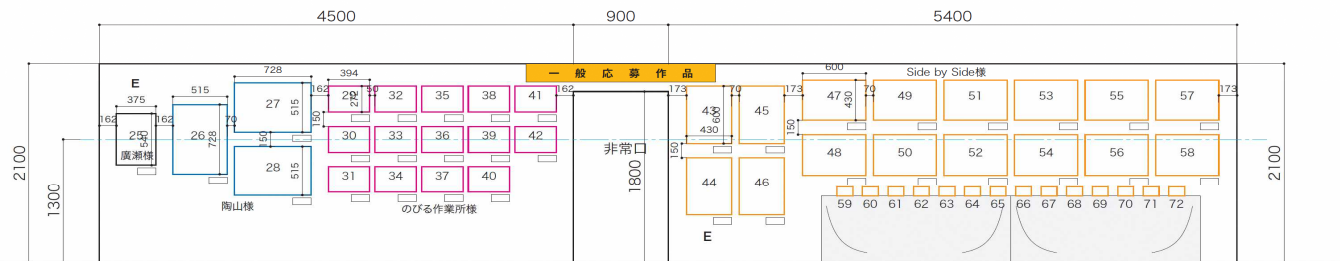 4500 900 5400
一般応募作品
728 394 600 Side by Side様
E 515
375
162 162 70 162 50 162 173 70 173 70 173
27 515 29 272 32 35 38 41 43 600 45 47 430 49 51 53 55 57
25 540 26 728 150 150 430 150
廣瀬様 30 33 36 39 42 非常口 150 48 50 52 54 56 58
28 515 31 34 37 40 44 46
2100 1300 1800 2100
陶山様 のびる作業所様
59 60 61 62 63 64 65 66 67 68 69 70 71 72
E